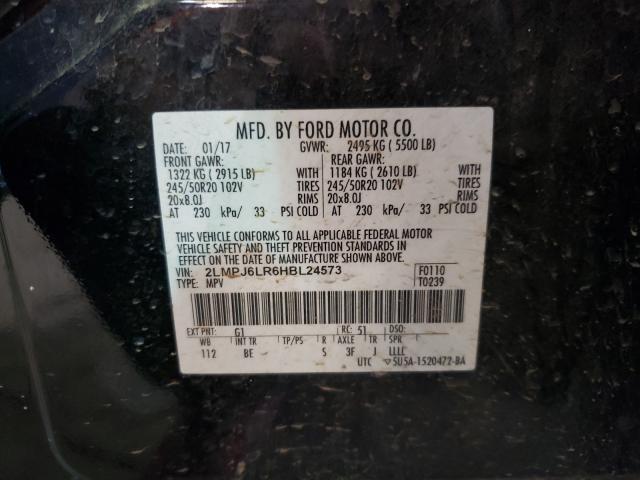 MFD. BY FORD MOTOR CO.
DATE: 01/17 GVWR: 2495 KG ( 5500 LB)
FRONT GAWR: REAR GAWR:
1322 KG ( 2915 LB) WITH 1184 KG ( 2610 LB) WITH
245/50R20 102V TIRES 245/50R20 102V TIRES
20x8.0J RIMS 20x8.0J RIMS
AT 230 kPa/ 33 PSI COLD AT 230 kPa/ 33 PSI COLD
THIS VEHICLE CONFORMS TO ALL APPLICABLE FEDERAL MOTOR
VEHICLE SAFETY AND THEFT PREVENTION STANDARDS IN
EFFECT ON THE DATE OF MANUFACTURE SHOWN ABOVE.
VIN: 2LMPJ6LR6HBL24573 F0110
TYPE: MPV T0239
EXT PNT: G1 RC: 51 DSO:
WB INT TR TP/PS R AXLE TR SPR
112 BE S 3F J LLLL
UTC 5U5A-1520472-BA